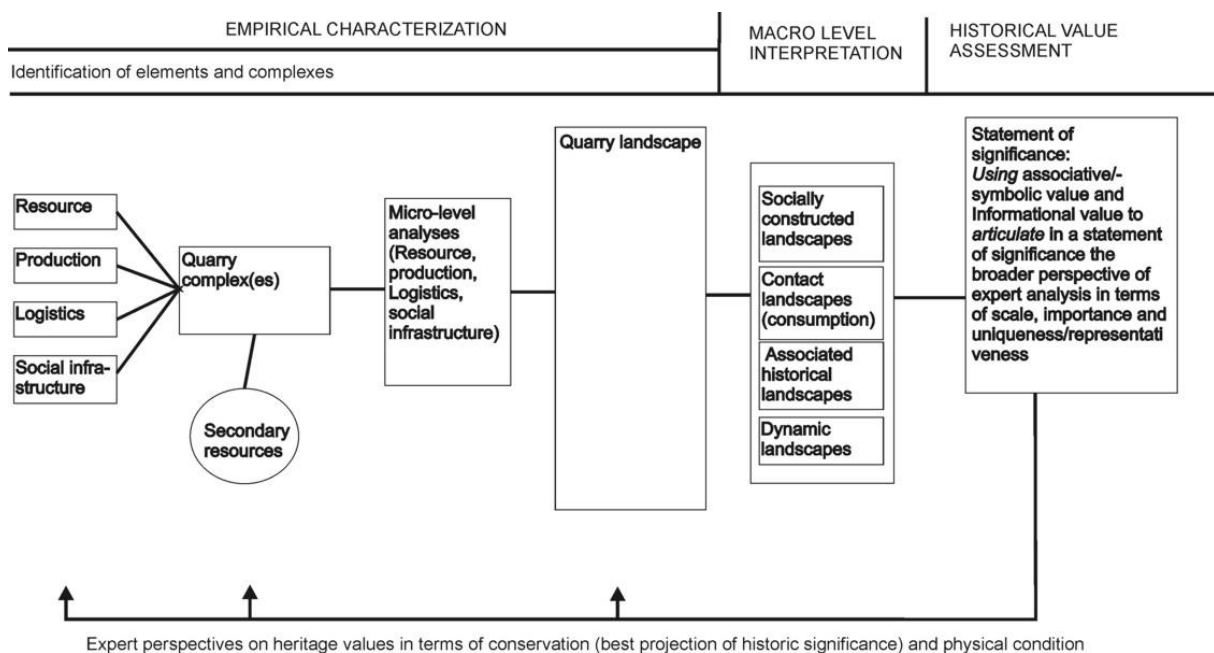 EMPIRICAL CHARACTERIZATION
MACRO LEVEL
INTERPRETATION
HISTORICAL VALUE
ASSESSMENT
Identification of elements and complexes
Resource
Production
Logistics
Social infra-
structure
Quarry
complex(es)
Secondary
resources
Micro-level
analyses
(Resource,
production,
Logistics,
social
infrastructure)
Quarry landscape
Socially
constructed
landscapes
Contact
landscapes
(consumption)
Associated
historical
landscapes
Dynamic
landscapes
Statement of
significance:
Using associative/-
symbolic value and
Informational value to
articulate in a statement
of significance the
broader perspective of
expert analysis in terms
of scale, importance and
uniqueness/representati
veness
Expert perspectives on heritage values in terms of conservation (best projection of historic significance) and physical condition